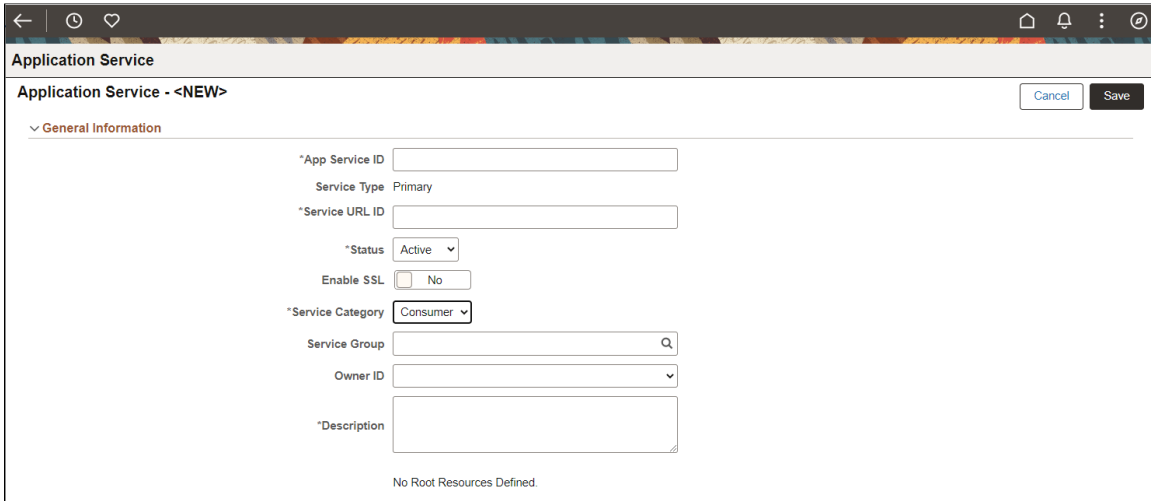 Application Service
Application Service - <NEW>
Cancel
Save
General Information
*App Service ID
Service Type Primary
*Service URL ID
*Status Active
Enable SSL No
*Service Category Consumer
Service Group
Owner ID
*Description
No Root Resources Defined.